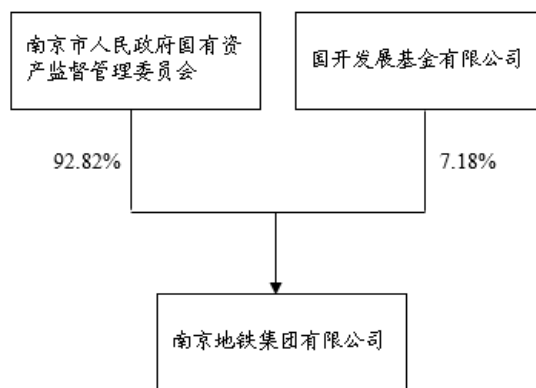 南京市人民政府国有资
产监督管理委员会
国开发展基金有限公司
92.82%
7.18%
南京地铁集团有限公司